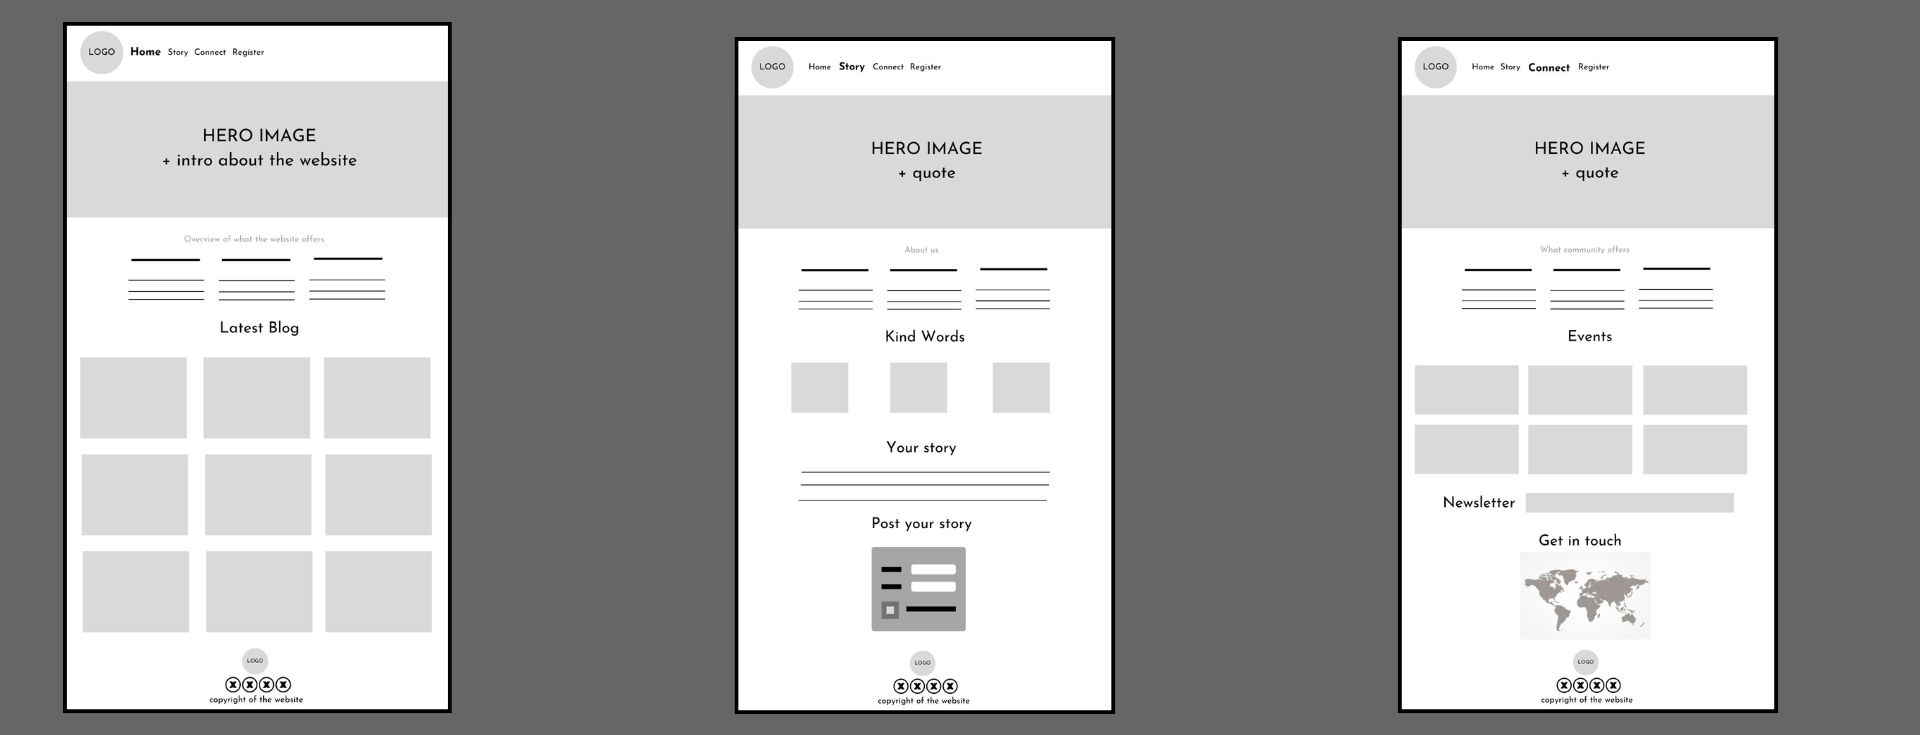 LOGO Home Story Connect Register
HERO IMAGE
+ intro about the website
Overview of what the website offers
Latest Blog
LOGO
copyright of the website
LOGO Home Story Connect Register
HERO IMAGE
+ quote
About us
Kind Words
Your story
Post your story
LOGO
copyright of the website
LOGO Home Story Connect Register
HERO IMAGE
+ quote
What community offers
Events
Newsletter
Get in touch
LOGO
copyright of the website